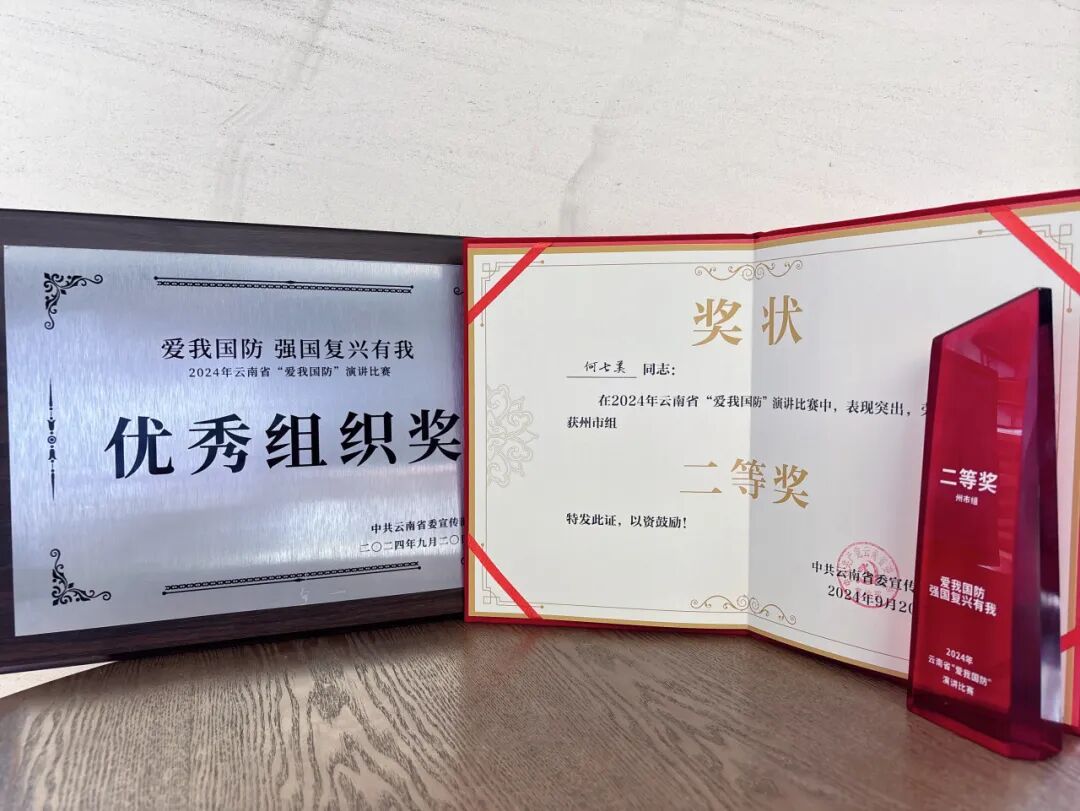 爱我国防 强国复兴有我
2024年云南省“爱我国防”演讲比赛
优秀组织奖
中共云南省委宣传
二〇二四年九月二〇
奖状
何七美 同志：
在2024年云南省“爱我国防”演讲比赛中，表现突出，
获州市组
二等奖
特发此证，以资鼓励！
中共云南省委宣传
2024年9月20
二等奖
州市组
爱我国防
强国复兴有我
2024年
云南省“爱我国防”
演讲比赛